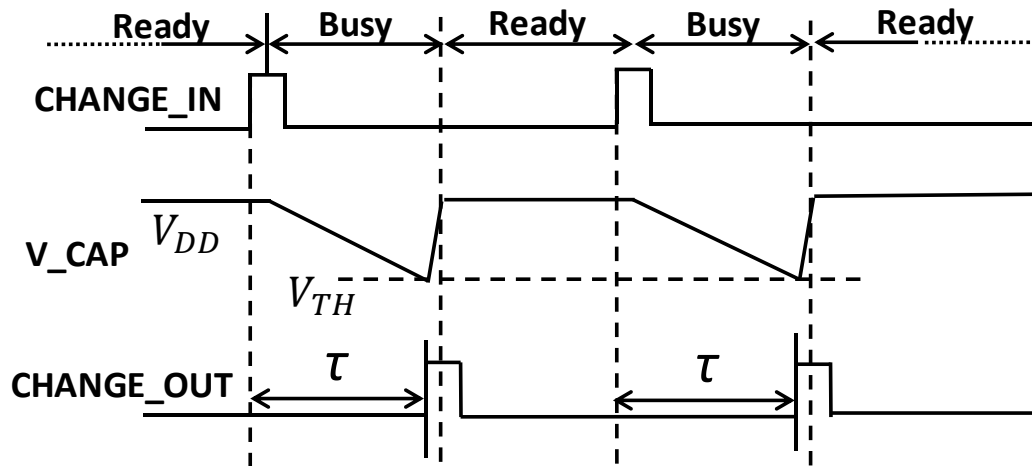 Ready Busy Ready Busy Ready
CHANGE_IN
V_CAP
V_DD
V_TH
CHANGE_OUT
τ τ